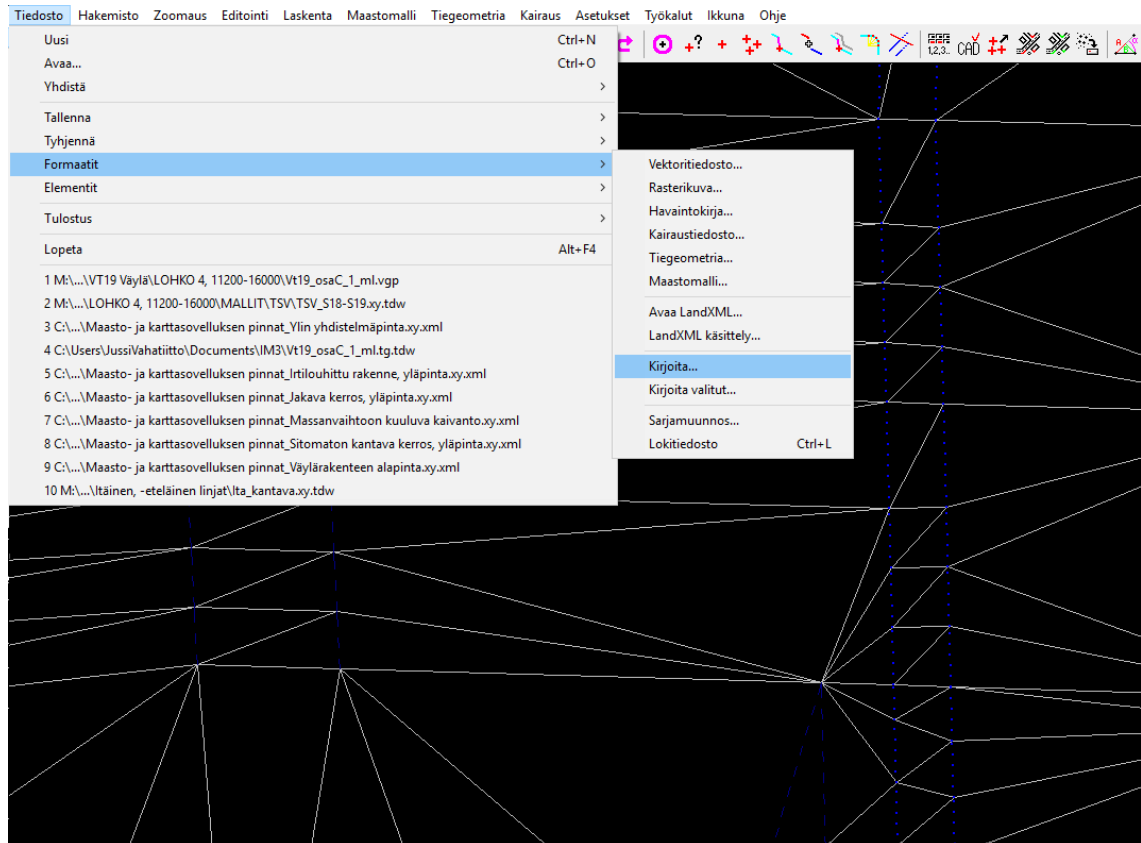 Tiedosto Hakemisto Zoomaus Editointi Laskenta Maastomalli Tiegeometria Kairaus Asetukset Työkalut Ikkuna Ohje
1,2,3.. CAD
Uusi Ctrl+N
Avaa... Ctrl+O
Yhdistä
Tallenna
Tyhjennä
Formaatit
Elementit
Tulostus
Lopeta Alt+F4
1 M:\...\VT19 Väylä\LOHKO 4, 11200-16000\Vt19_osaC_1_ml.vgp
2 M:\...\LOHKO 4, 11200-16000\MALLIT\TSV\TSV_S18-S19.xy.tdw
3 C:\...\Maasto- ja karttasovelluksen pinnat_Ylin yhdistelmäpinta.xy.xml
4 C:\Users\JussiVahatiitto\Documents\IM3\Vt19_osaC_1_ml.tg.tdw
5 C:\...\Maasto- ja karttasovelluksen pinnat_Irtilouhittu rakenne, yläpinta.xy.xml
6 C:\...\Maasto- ja karttasovelluksen pinnat_Jakava kerros, yläpinta.xy.xml
7 C:\...\Maasto- ja karttasovelluksen pinnat_Massanvaihtoon kuuluva kaivanto.xy.xml
8 C:\...\Maasto- ja karttasovelluksen pinnat_Sitomaton kantava kerros, yläpinta.xy.xml
9 C:\...\Maasto- ja karttasovelluksen pinnat_Väylärakenteen alapinta.xy.xml
10 M:\...\Itäinen, -eteläinen linjat\Ita_kantava.xy.tdw
Vektoritiedosto...
Rasterikuva...
Havaintokirja...
Kairaustiedosto...
Tiegeometria...
Maastomalli...
Avaa LandXML...
LandXML käsittely...
Kirjoita...
Kirjoita valitut...
Sarjamuunnos...
Lokitiedosto Ctrl+L